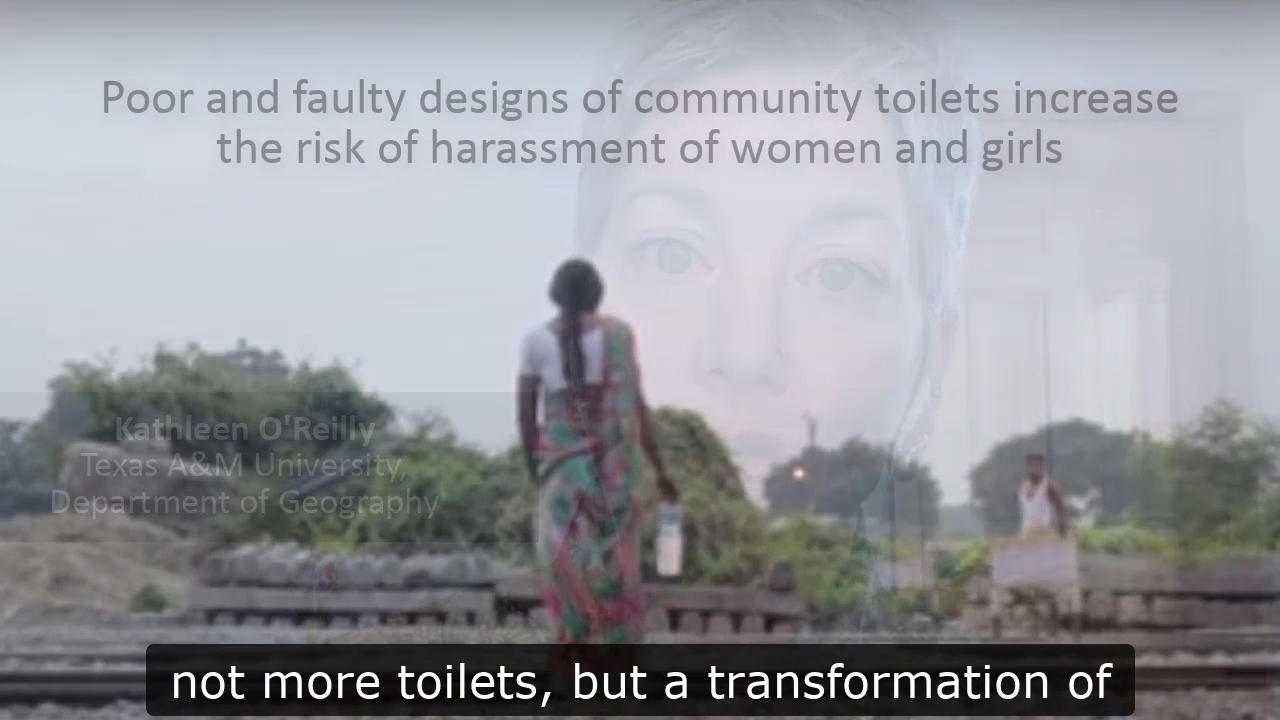 Poor and faulty designs of community toilets increase
the risk of harassment of women and girls
Kathleen O'Reilly
Texas A&M University,
Department of Geography
not more toilets, but a transformation of